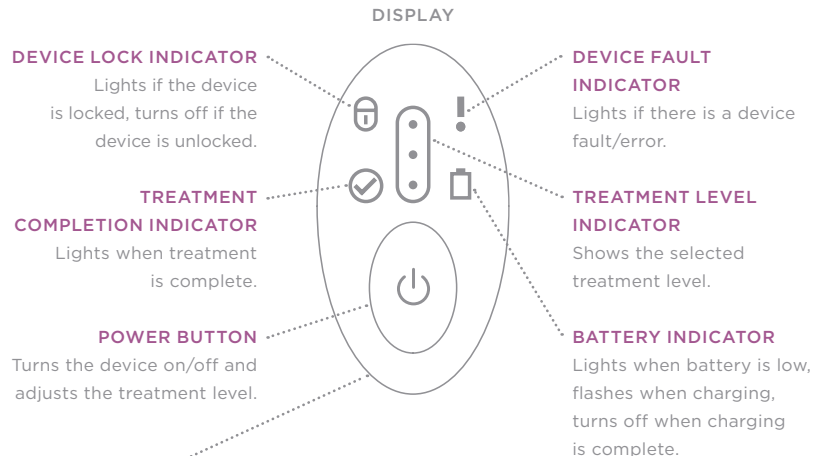 DISPLAY
DEVICE LOCK INDICATOR
Lights if the device
is locked, turns off if the
device is unlocked.
TREATMENT
COMPLETION INDICATOR
Lights when treatment
is complete.
POWER BUTTON
Turns the device on/off and
adjusts the treatment level.
DEVICE FAULT
INDICATOR
Lights if there is a device
fault/error.
TREATMENT LEVEL
INDICATOR
Shows the selected
treatment level.
BATTERY INDICATOR
Lights when battery is low,
flashes when charging,
turns off when charging
is complete.